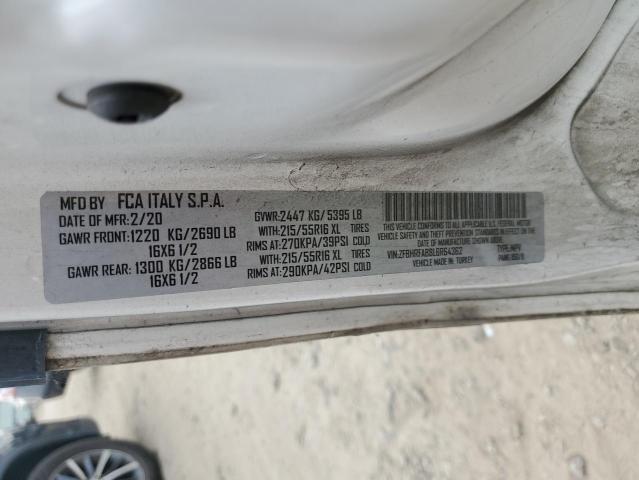 MFD BY FCA ITALY S.P.A.
DATE OF MFR: 2/20
GVWR: 2447 KG/ 5395 LB
GAWR FRONT: 1220 KG/2690 LB WITH: 215/55R16 XL TIRES
16X6 1/2 RIMS AT: 270KPA/39PSI COLD
GAWR REAR: 1300 KG/2866 LB WITH: 215/55R16 XL TIRES
16X6 1/2 RIMS AT: 290KPA/42PSI COLD
THIS VEHICLE CONFORMS TO ALL APPLICABLE U.S. FEDERAL MOTOR
VEHICLE SAFETY, BUMPER, AND THEFT PREVENTION
STANDARDS IN EFFECT ON THE DATE OF MANUFACTURE SHOWN ABOVE.
VEHICLE MADE IN: TURKEY
VIN: ZFBHRFAB8L6R64362 TYPE: MPV